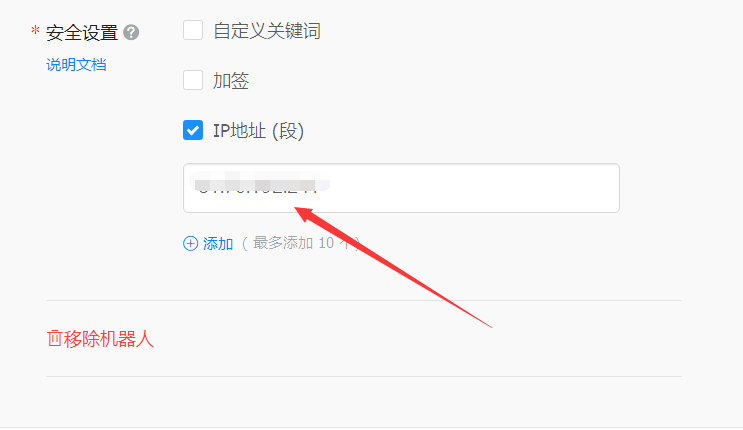 * 安全设置 ?
自定义关键词
说明文档
加签
IP地址 (段)
添加 ( 最多添加 10 个)
移除机器人